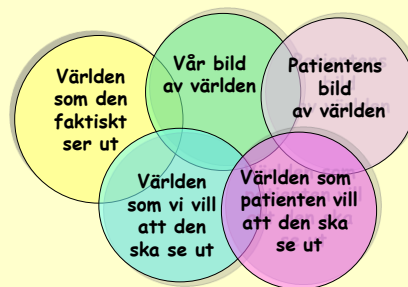 Världen
som den
faktiskt
ser ut
Vår bild
av världen
Patientens
bild
av världen
Världen
som vi vill
att den
ska se ut
Världen som
patienten vill
att den ska
se ut